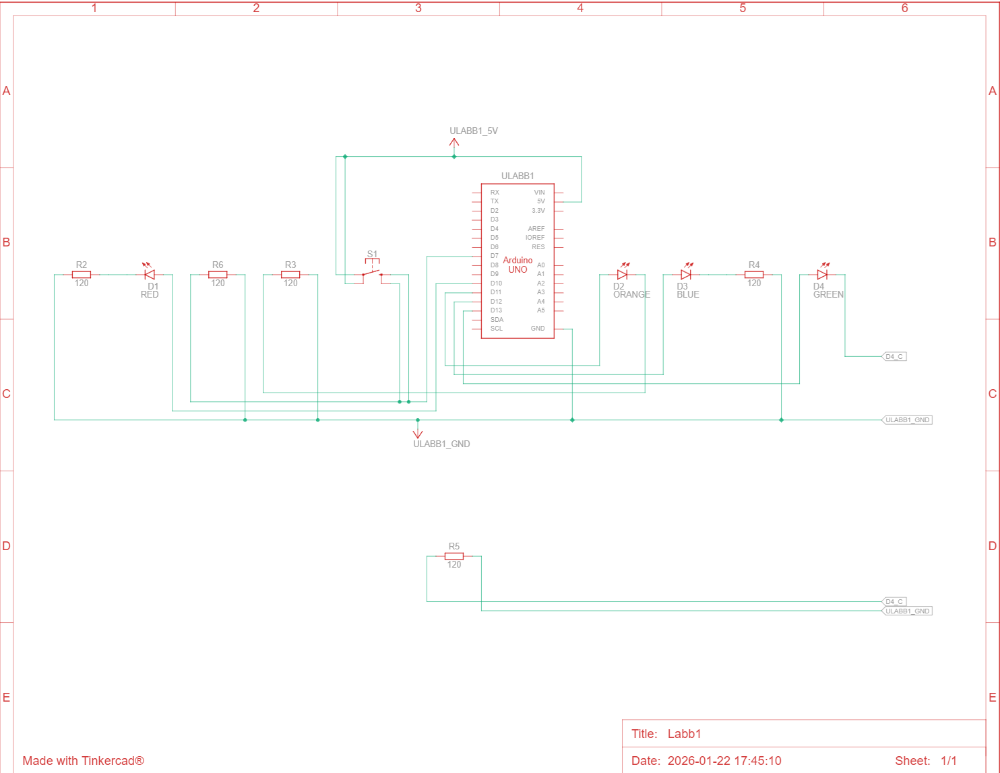 1 2 3 4 5 6
A A
ULABB1_5V
ULABB1
RX VIN
TX 5V
D2 3.3V
D3
D4 AREF
D5 IOREF
B B
D6 RES
D7
Arduino
UNO
D8 A0
D9 A1
D10 A2
D11 A3
D12 A4
D13 A5
SDA
SCL GND
R2
120
D1
RED
R6
120
R3
120
S1
D2
ORANGE
D3
BLUE
R4
120
D4
GREEN
D4_C
C C
ULABB1_GND
ULABB1_GND
D D
R5
120
D4_C
ULABB1_GND
E E
Title: Labb1
Made with Tinkercad®
Date: 2026-01-22 17:45:10 Sheet: 1/1